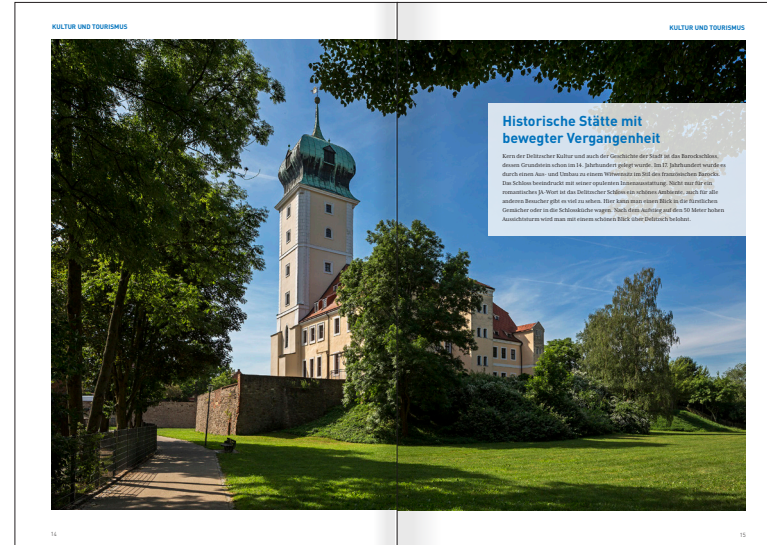 KULTUR UND TOURISMUS
KULTUR UND TOURISMUS
Historische Stätte mit
bewegter Vergangenheit
Kern der Delitzscher Kultur und auch der Geschichte der Stadt ist das Barockschloss,
dessen Grundstein schon im 14. Jahrhundert gelegt wurde. Im 17. Jahrhundert wurde es
durch einen Aus- und Umbau zu einem Witwensitz im Stil des französischen Barocks.
Das Schloss beeindruckt mit seiner opulenten Innenausstattung. Nicht nur für ein
romantisches JA-Wort ist das Delitzscher Schloss ein schönes Ambiente, auch für alle
anderen Besucher gibt es viel zu sehen. Hier kann man einen Blick in die fürstlichen
Gemächer oder in die Schlossküche wagen. Nach dem Aufstieg auf den 50 Meter hohen
Aussichtsturm wird man mit einem schönen Blick über Delitzsch belohnt.
14
15